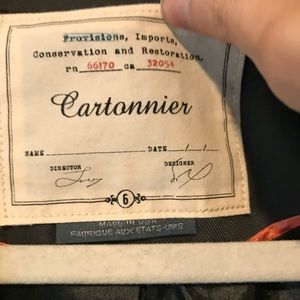 Provisions, Imports,
Conservation and Restoration.
rn 66170 ca 32054
Cartonnier
NAME DATE / /
DIRECTOR DESIGNER
6
MADE IN USA
FABRIQUE AUX ETATS-UNIS